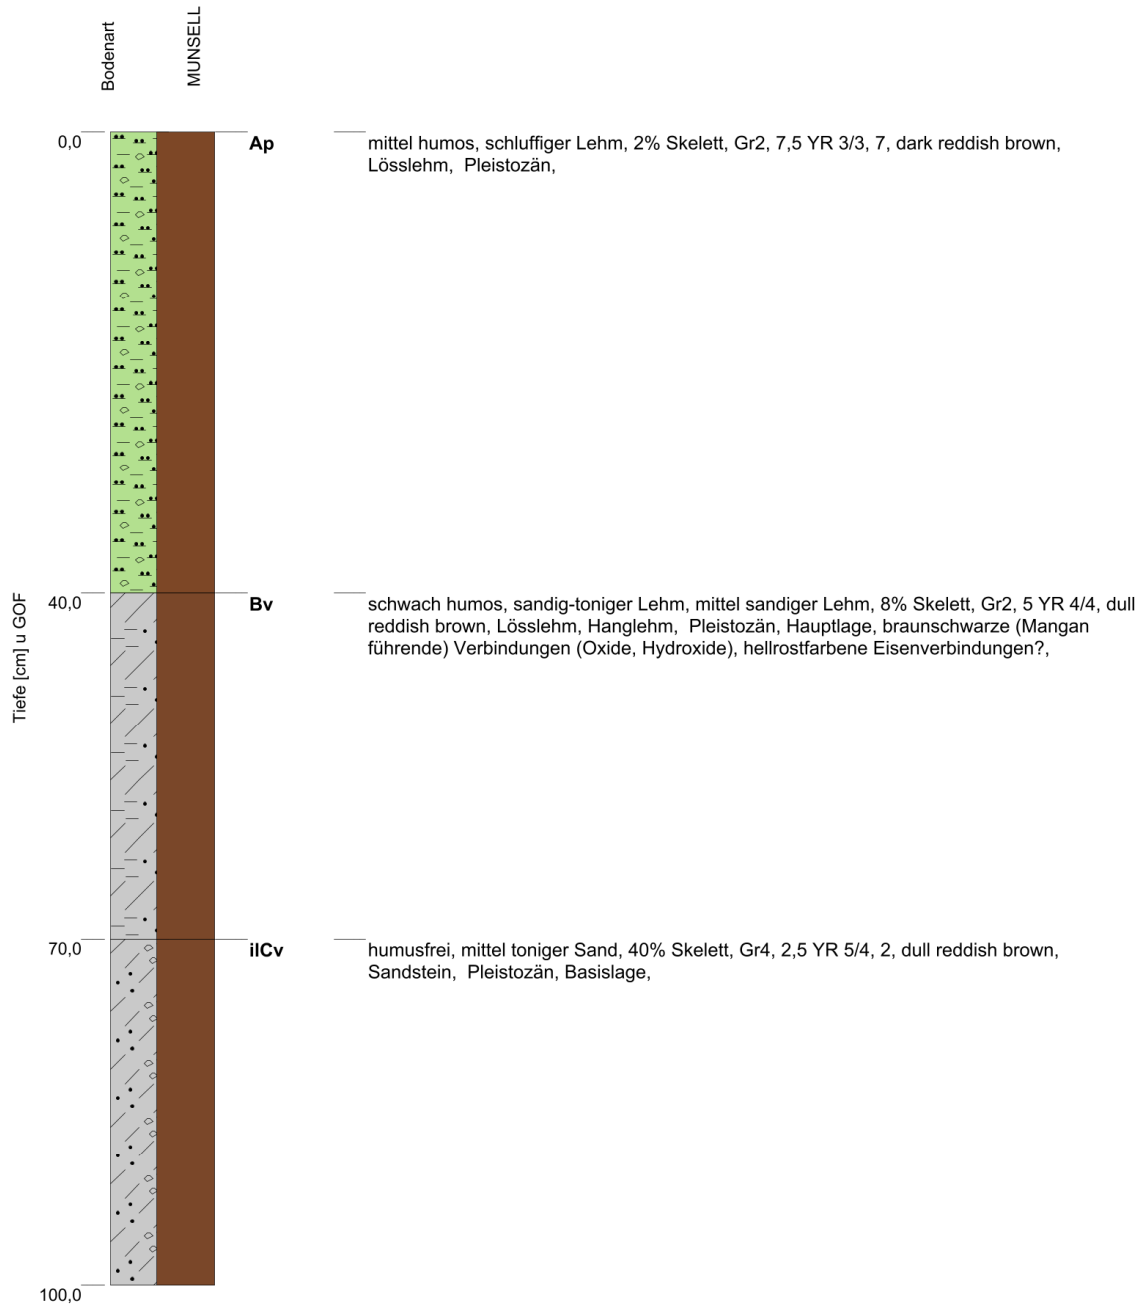 Bodenart
MUNSELL
0,0
Ap
mittel humos, schluffiger Lehm, 2% Skelett, Gr2, 7,5 YR 3/3, 7, dark reddish brown,
Lösslehm, Pleistozän,
Tiefe [cm] u GOF
40,0
Bv
schwach humos, sandig-toniger Lehm, mittel sandiger Lehm, 8% Skelett, Gr2, 5 YR 4/4, dull
reddish brown, Lösslehm, Hanglehm, Pleistozän, Hauptlage, braunschwarze (Mangan
führende) Verbindungen (Oxide, Hydroxide), hellrostfarbene Eisenverbindungen?,
70,0
ilCv
humusfrei, mittel toniger Sand, 40% Skelett, Gr4, 2,5 YR 5/4, 2, dull reddish brown,
Sandstein, Pleistozän, Basislage,
100,0